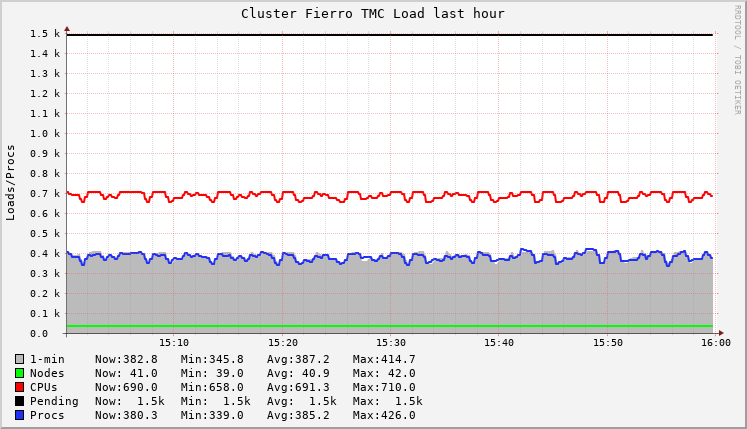 Cluster Fierro TMC Load last hour
RRDTOOL / TOBI OETIKER
Loads/Procs
1.5 k
1.4 k
1.3 k
1.2 k
1.1 k
1.0 k
0.9 k
0.8 k
0.7 k
0.6 k
0.5 k
0.4 k
0.3 k
0.2 k
0.1 k
0.0
15:10 15:20 15:30 15:40 15:50 16:00
1-min Now:382.8 Min:345.8 Avg:387.2 Max:414.7
Nodes Now: 41.0 Min: 39.0 Avg: 40.9 Max: 42.0
CPUs Now:690.0 Min:658.0 Avg:691.3 Max:710.0
Pending Now: 1.5k Min: 1.5k Avg: 1.5k Max: 1.5k
Procs Now:380.3 Min:339.0 Avg:385.2 Max:426.0